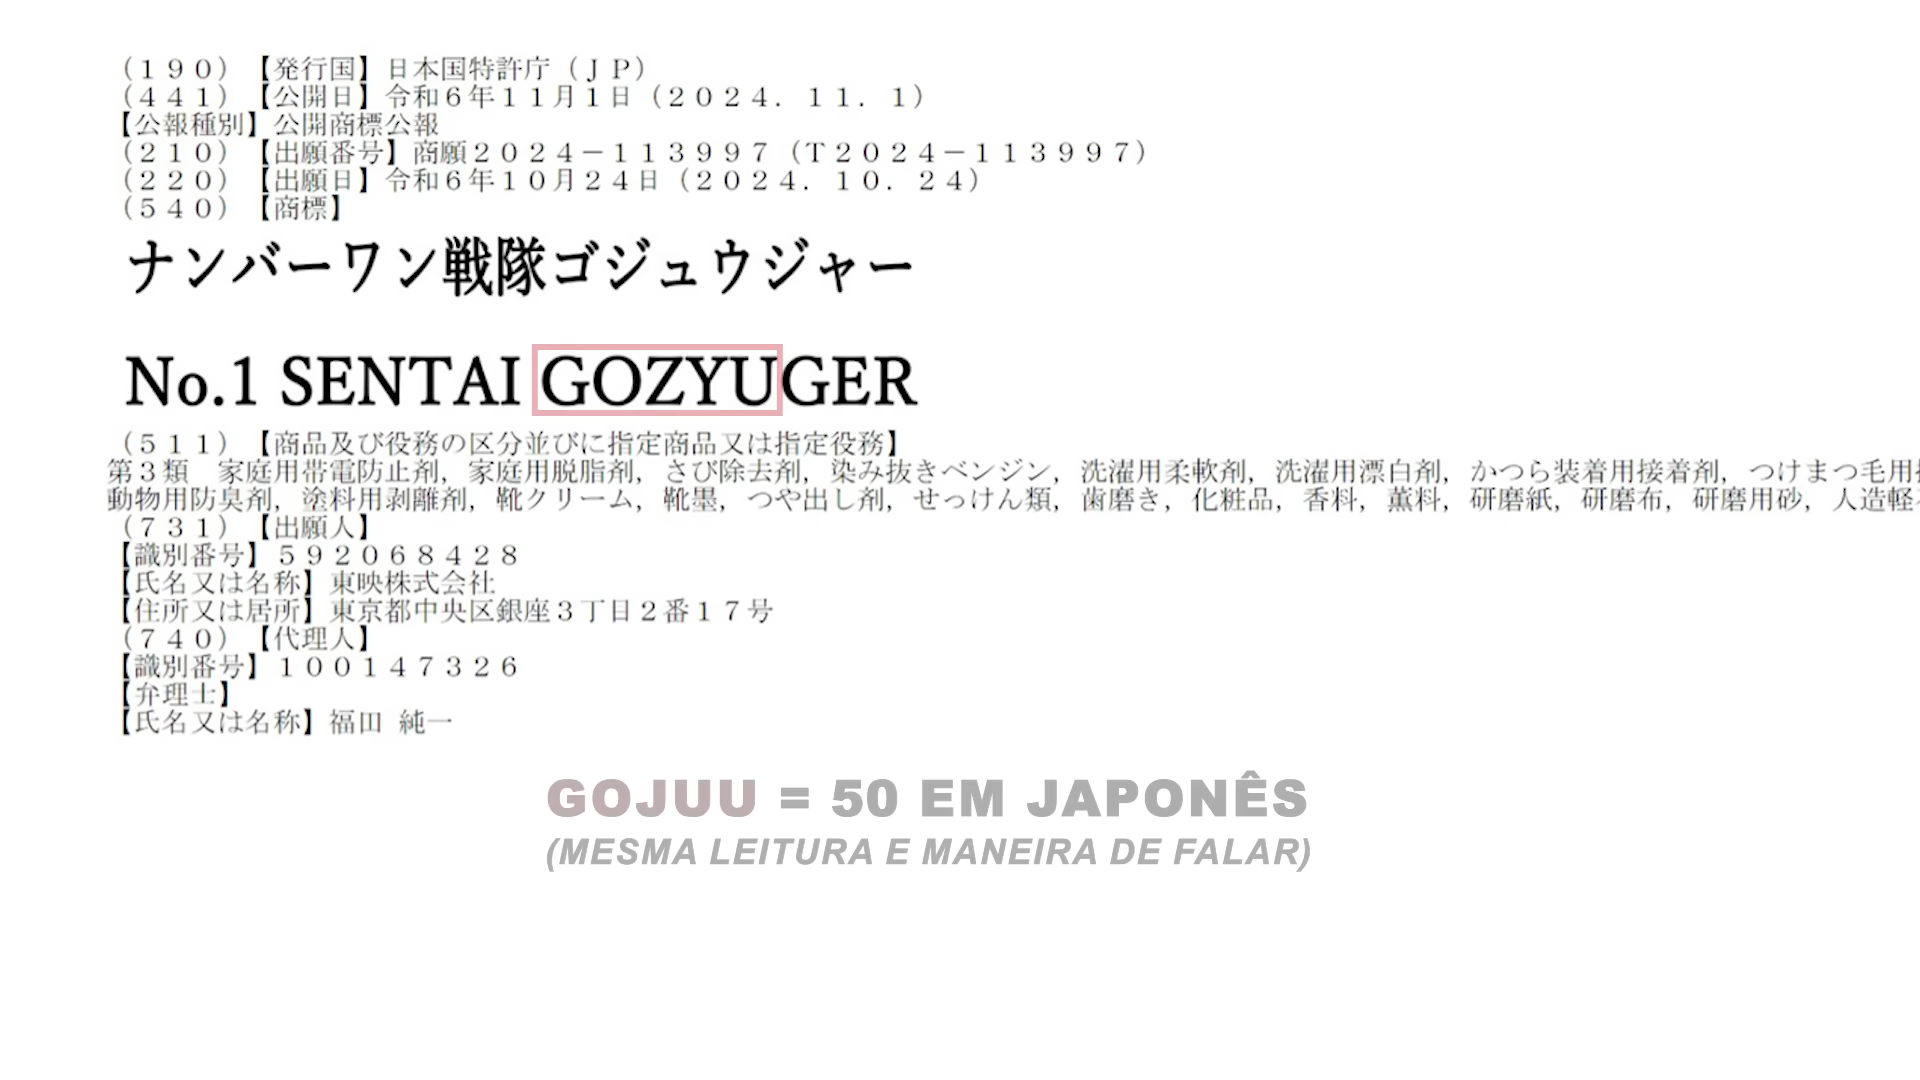 (190)【発行国】日本国特許庁(JP)
(441)【公開日】令和6年11月1日(2024.11.1)
【公報種別】公開商標公報
(210)【出願番号】商願2024-113997(T2024-113997)
(220)【出願日】令和6年10月24日(2024.10.24)
(540)【商標】
ナンバーワン戦隊ゴジュウジャー
No.1 SENTAI GOZYUGER
(511)【商品及び役務の区分並びに指定商品又は指定役務】
第3類 家庭用帯電防止剤,家庭用脱脂剤,さび除去剤,染み抜きベンジン,洗濯用柔軟剤,洗濯用漂白剤,かつら装着用接着剤,つけまつ毛用
動物用防臭剤,塗料用剥離剤,靴クリーム,靴墨,つや出し剤,せっけん類,歯磨き,化粧品,香料,薫料,研磨紙,研磨布,研磨用砂,人造軽
(731)【出願人】
【識別番号】592068428
【氏名又は名称】東映株式会社
【住所又は居所】東京都中央区銀座3丁目2番17号
(740)【代理人】
【識別番号】100147326
【弁理士】
【氏名又は名称】福田 純一
GOJUU = 50 EM JAPONÊS
(MESMA LEITURA E MANEIRA DE FALAR)